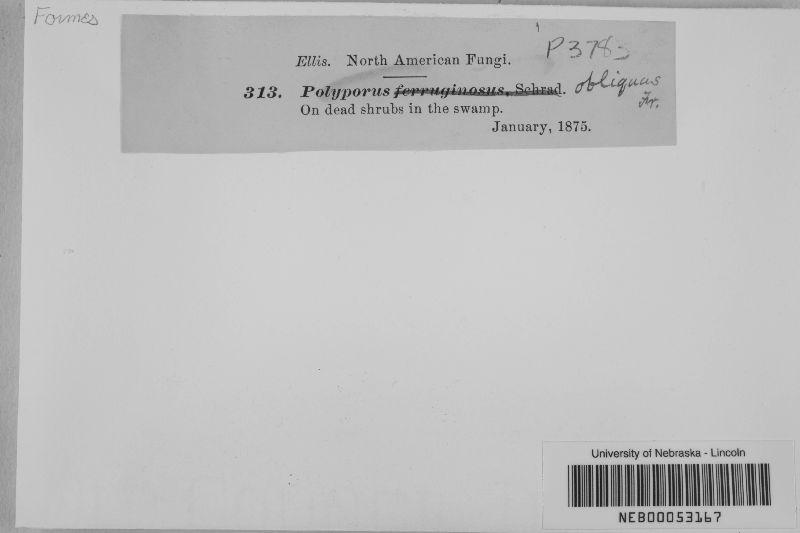 Fomes
P378
Ellis. North American Fungi.
313. Polyporus ferruginosus, Schrad. obliquus Fr.
On dead shrubs in the swamp.
January, 1875.
University of Nebraska - Lincoln
NEB00053167